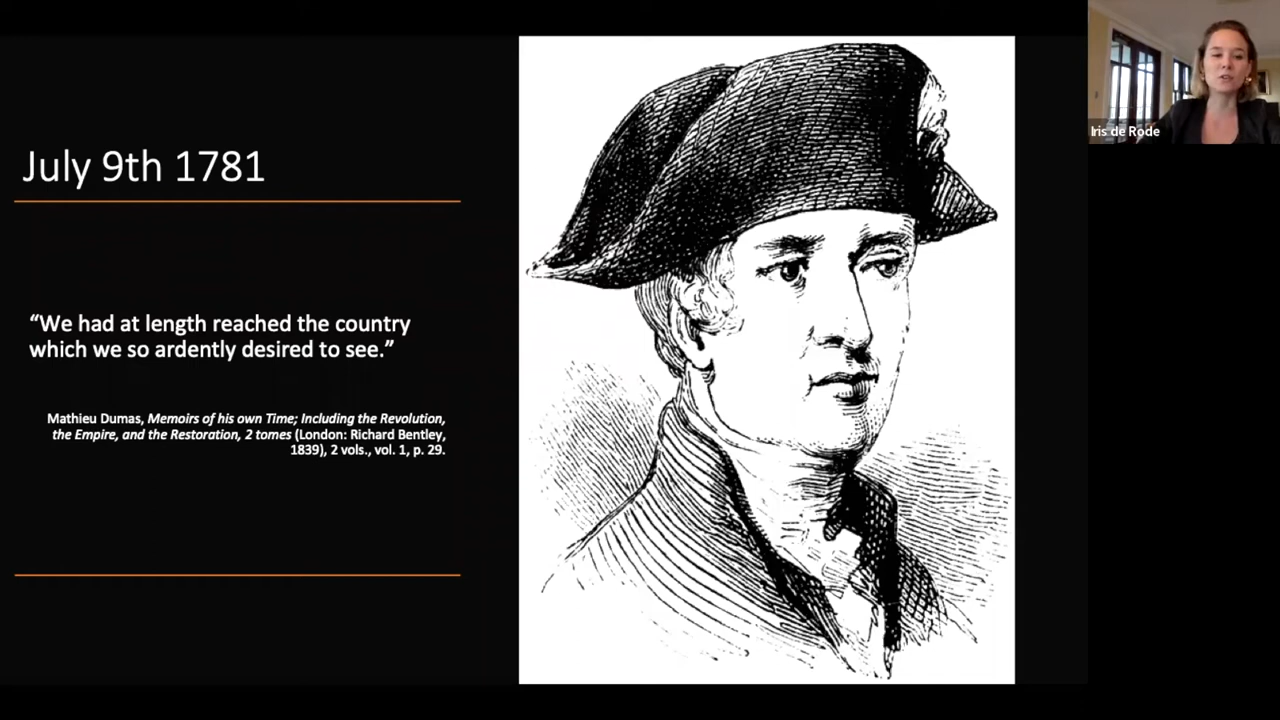 July 9th 1781
“We had at length reached the country
which we so ardently desired to see.”
Mathieu Dumas, Memoirs of his own Time; Including the Revolution,
the Empire, and the Restoration, 2 tomes (London: Richard Bentley,
1839), 2 vols., vol. 1, p. 29.
Iris de Rode